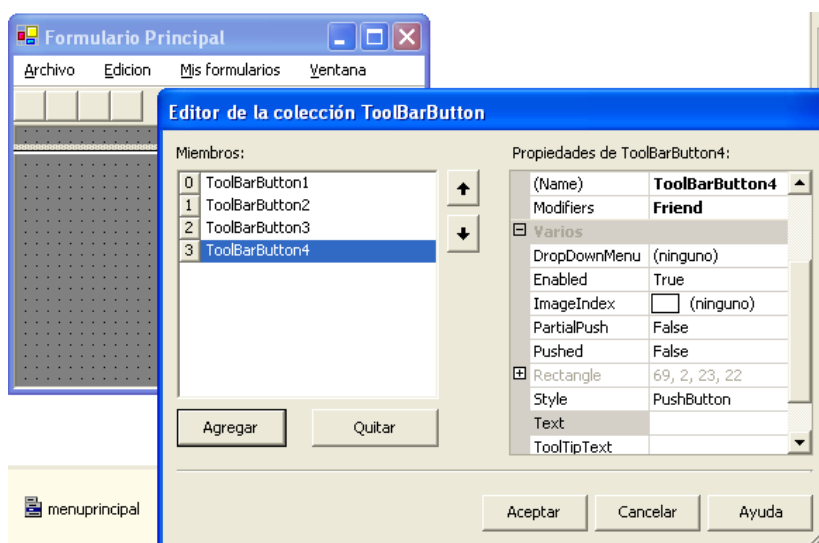 Formulario Principal
Archivo Edicion Mis formularios Ventana
Editor de la colección ToolBarButton
Miembros:
0 ToolBarButton1
1 ToolBarButton2
2 ToolBarButton3
3 ToolBarButton4
Agregar Quitar
Propiedades de ToolBarButton4:
(Name) ToolBarButton4
Modifiers Friend
Varios
DropDownMenu (ninguno)
Enabled True
ImageIndex (ninguno)
PartialPush False
Pushed False
Rectangle 69, 2, 23, 22
Style PushButton
Text
ToolTipText
menuprincipal
Aceptar Cancelar Ayuda